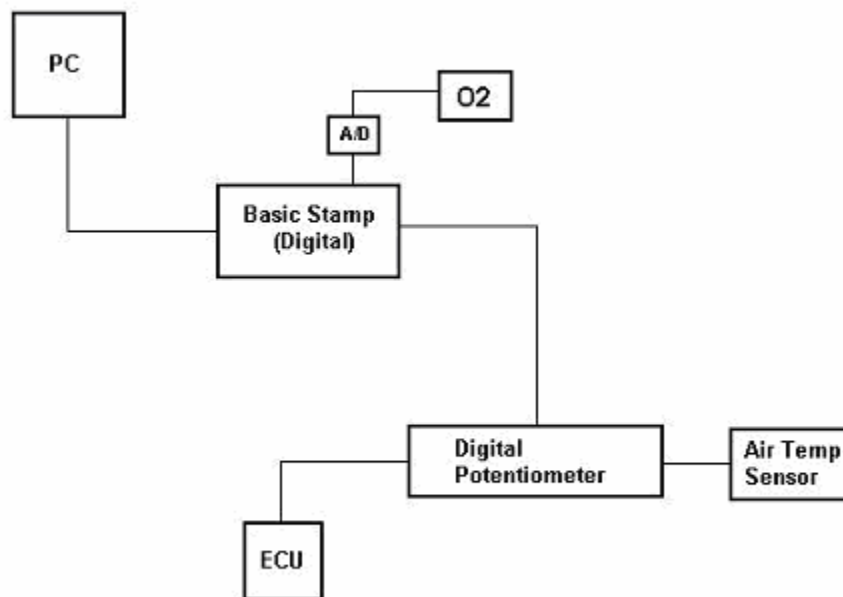 PC
O2
A/D
Basic Stamp
(Digital)
Digital
Potentiometer
Air Temp
Sensor
ECU